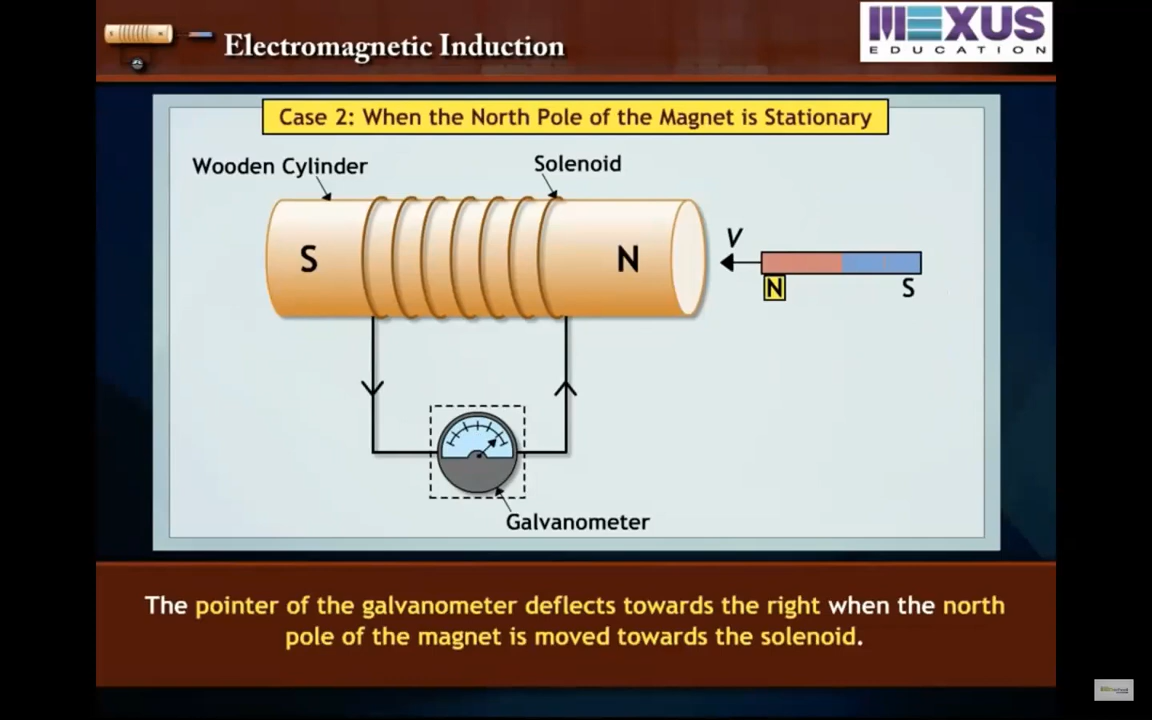 Electromagnetic Induction
MEXUS
EDUCATION
Case 2: When the North Pole of the Magnet is Stationary
Wooden Cylinder
Solenoid
S
N
V
N
S
Galvanometer
The pointer of the galvanometer deflects towards the right when the north
pole of the magnet is moved towards the solenoid.